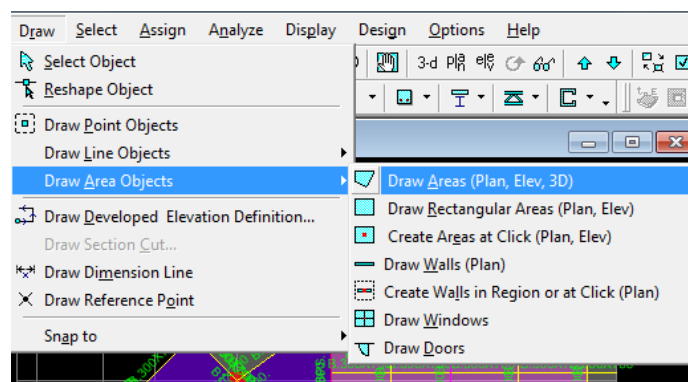 Draw Select Assign Analyze Display Design Options Help
Select Object
Reshape Object
3-d
Draw Point Objects
Draw Line Objects
Draw Area Objects
Draw Areas (Plan, Elev, 3D)
Draw Rectangular Areas (Plan, Elev)
Create Areas at Click (Plan, Elev)
Draw Walls (Plan)
Create Walls in Region or at Click (Plan)
Draw Windows
Draw Doors
Draw Developed Elevation Definition...
Draw Section Cut...
Draw Dimension Line
Draw Reference Point
Snap to